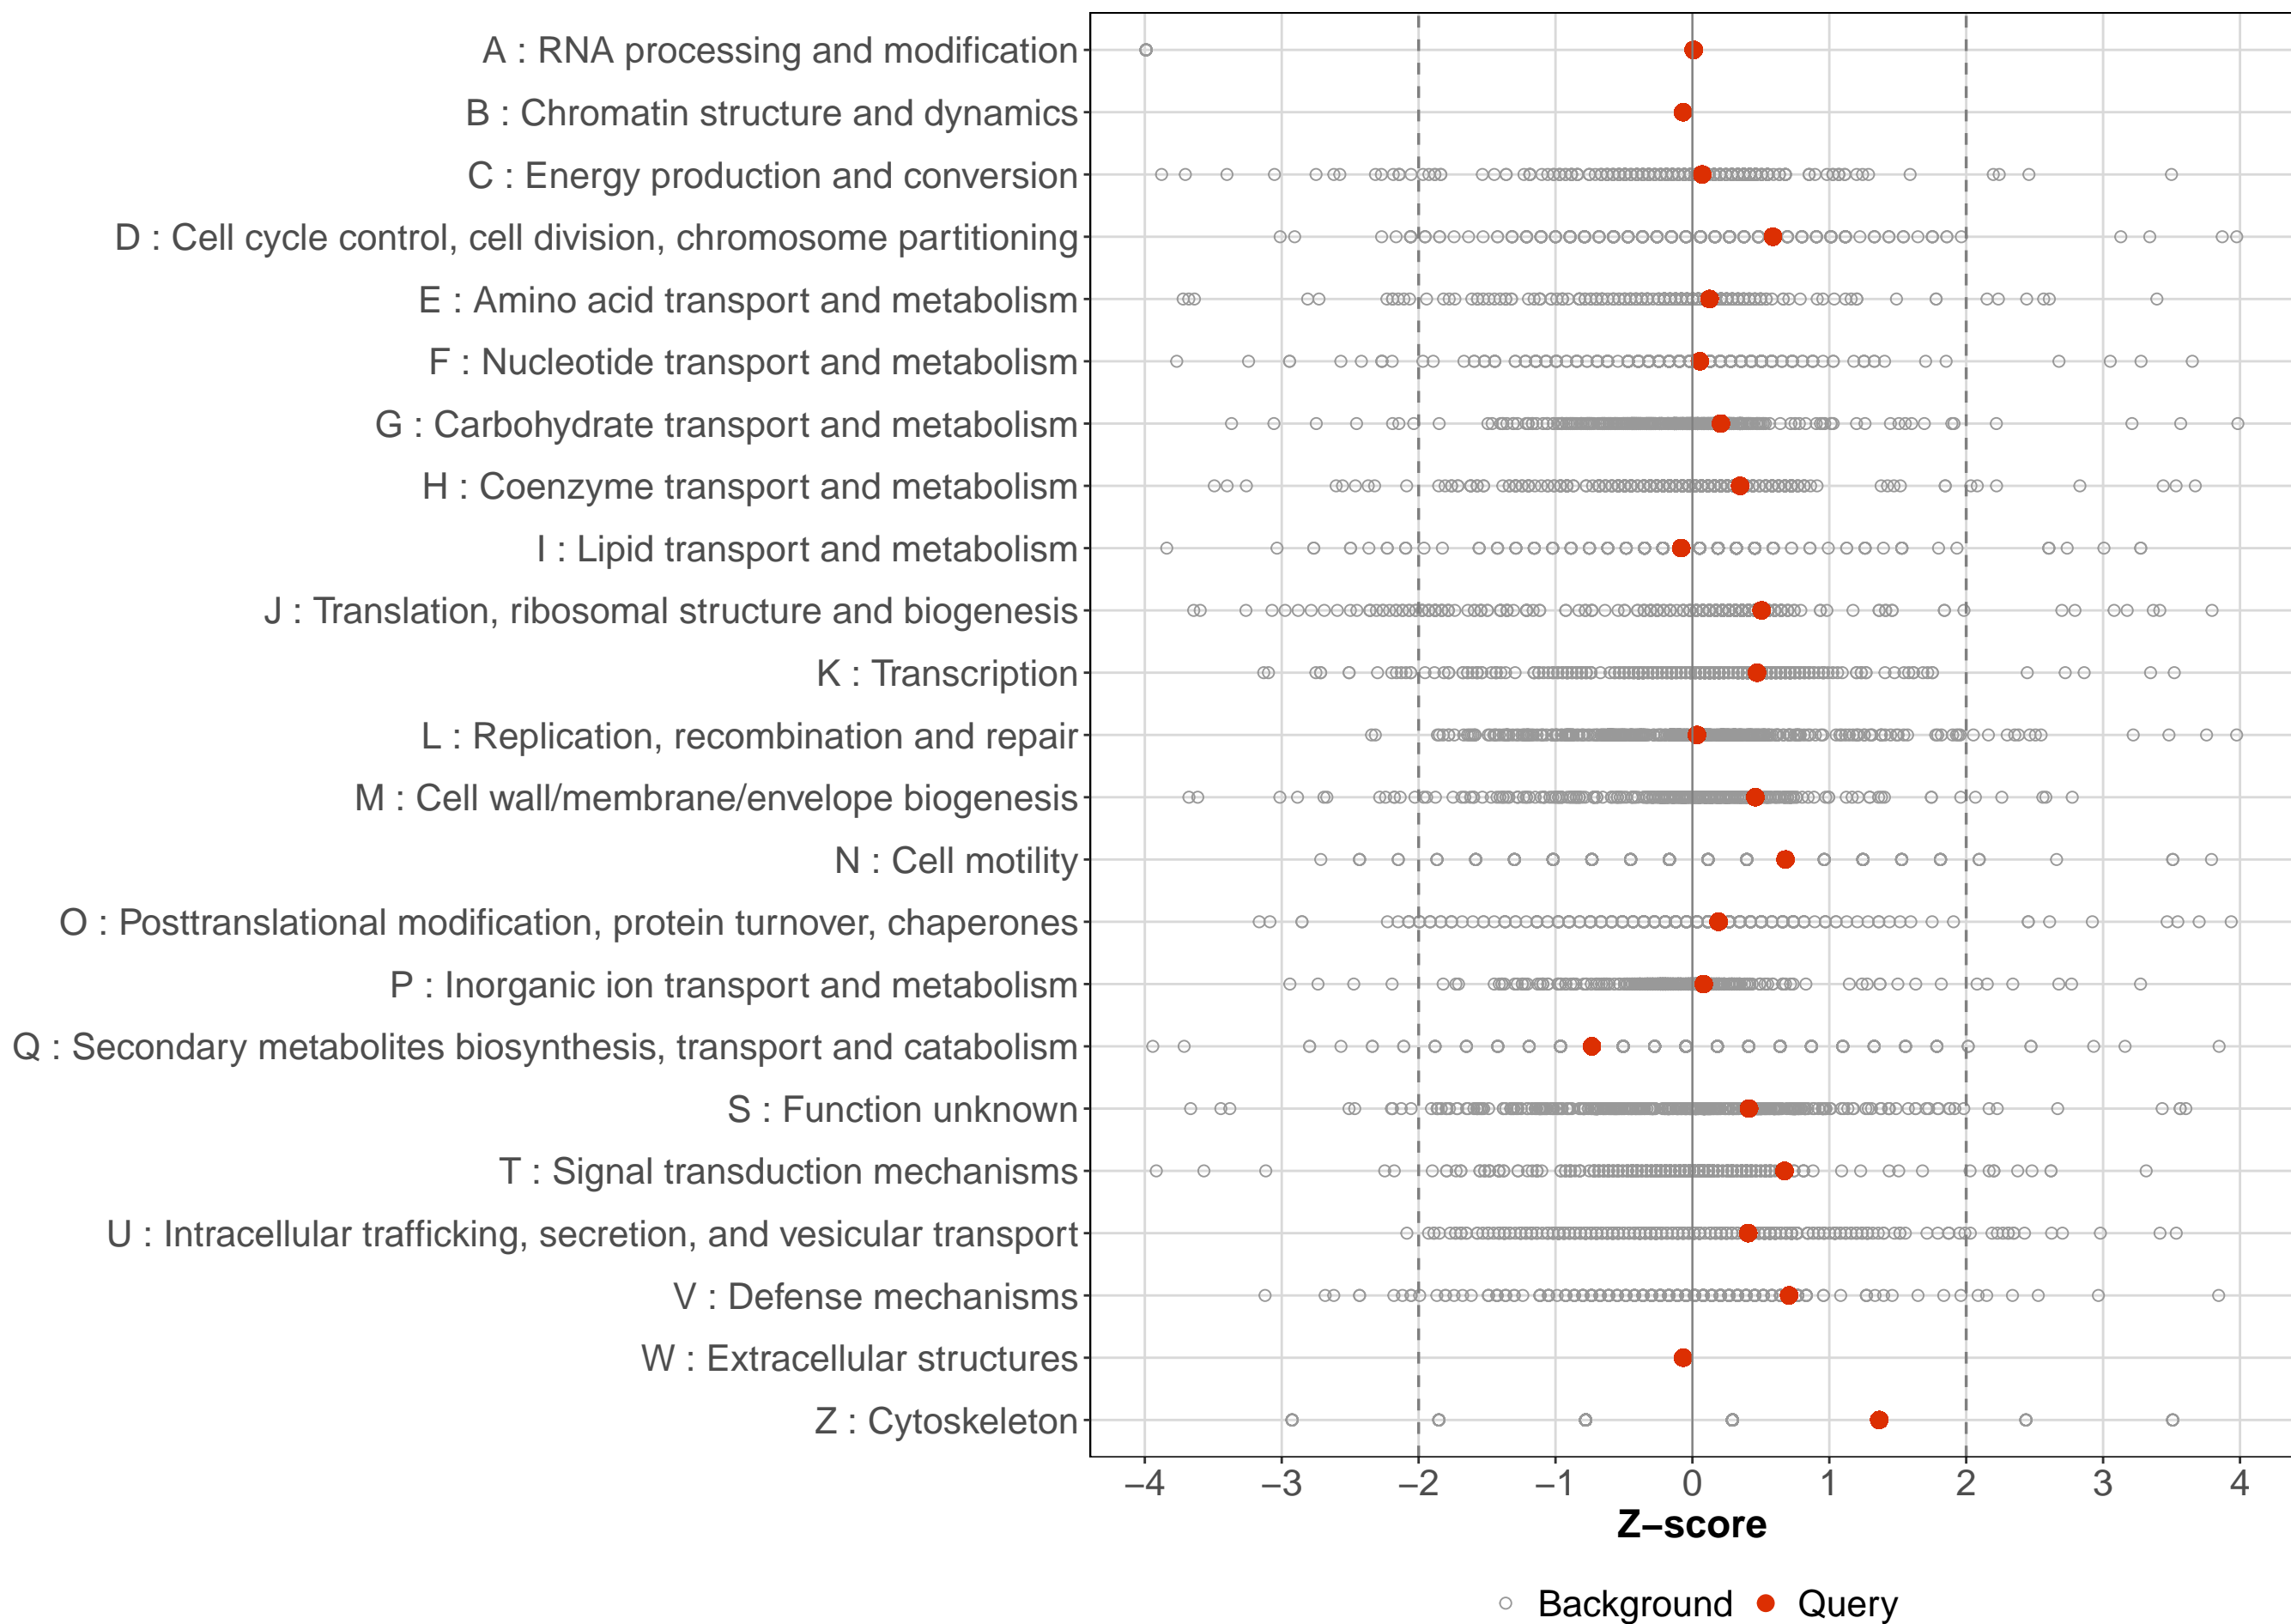 A : RNA processing and modification
B : Chromatin structure and dynamics
C : Energy production and conversion
D : Cell cycle control, cell division, chromosome partitioning
E : Amino acid transport and metabolism
F : Nucleotide transport and metabolism
G : Carbohydrate transport and metabolism
H : Coenzyme transport and metabolism
I : Lipid transport and metabolism
J : Translation, ribosomal structure and biogenesis
K : Transcription
L : Replication, recombination and repair
M : Cell wall/membrane/envelope biogenesis
N : Cell motility
O : Posttranslational modification, protein turnover, chaperones
P : Inorganic ion transport and metabolism
Q : Secondary metabolites biosynthesis, transport and catabolism
S : Function unknown
T : Signal transduction mechanisms
U : Intracellular trafficking, secretion, and vesicular transport
V : Defense mechanisms
W : Extracellular structures
Z : Cytoskeleton
−4 −3 −2 −1 0 1 2 3 4
Z−score
Background Query